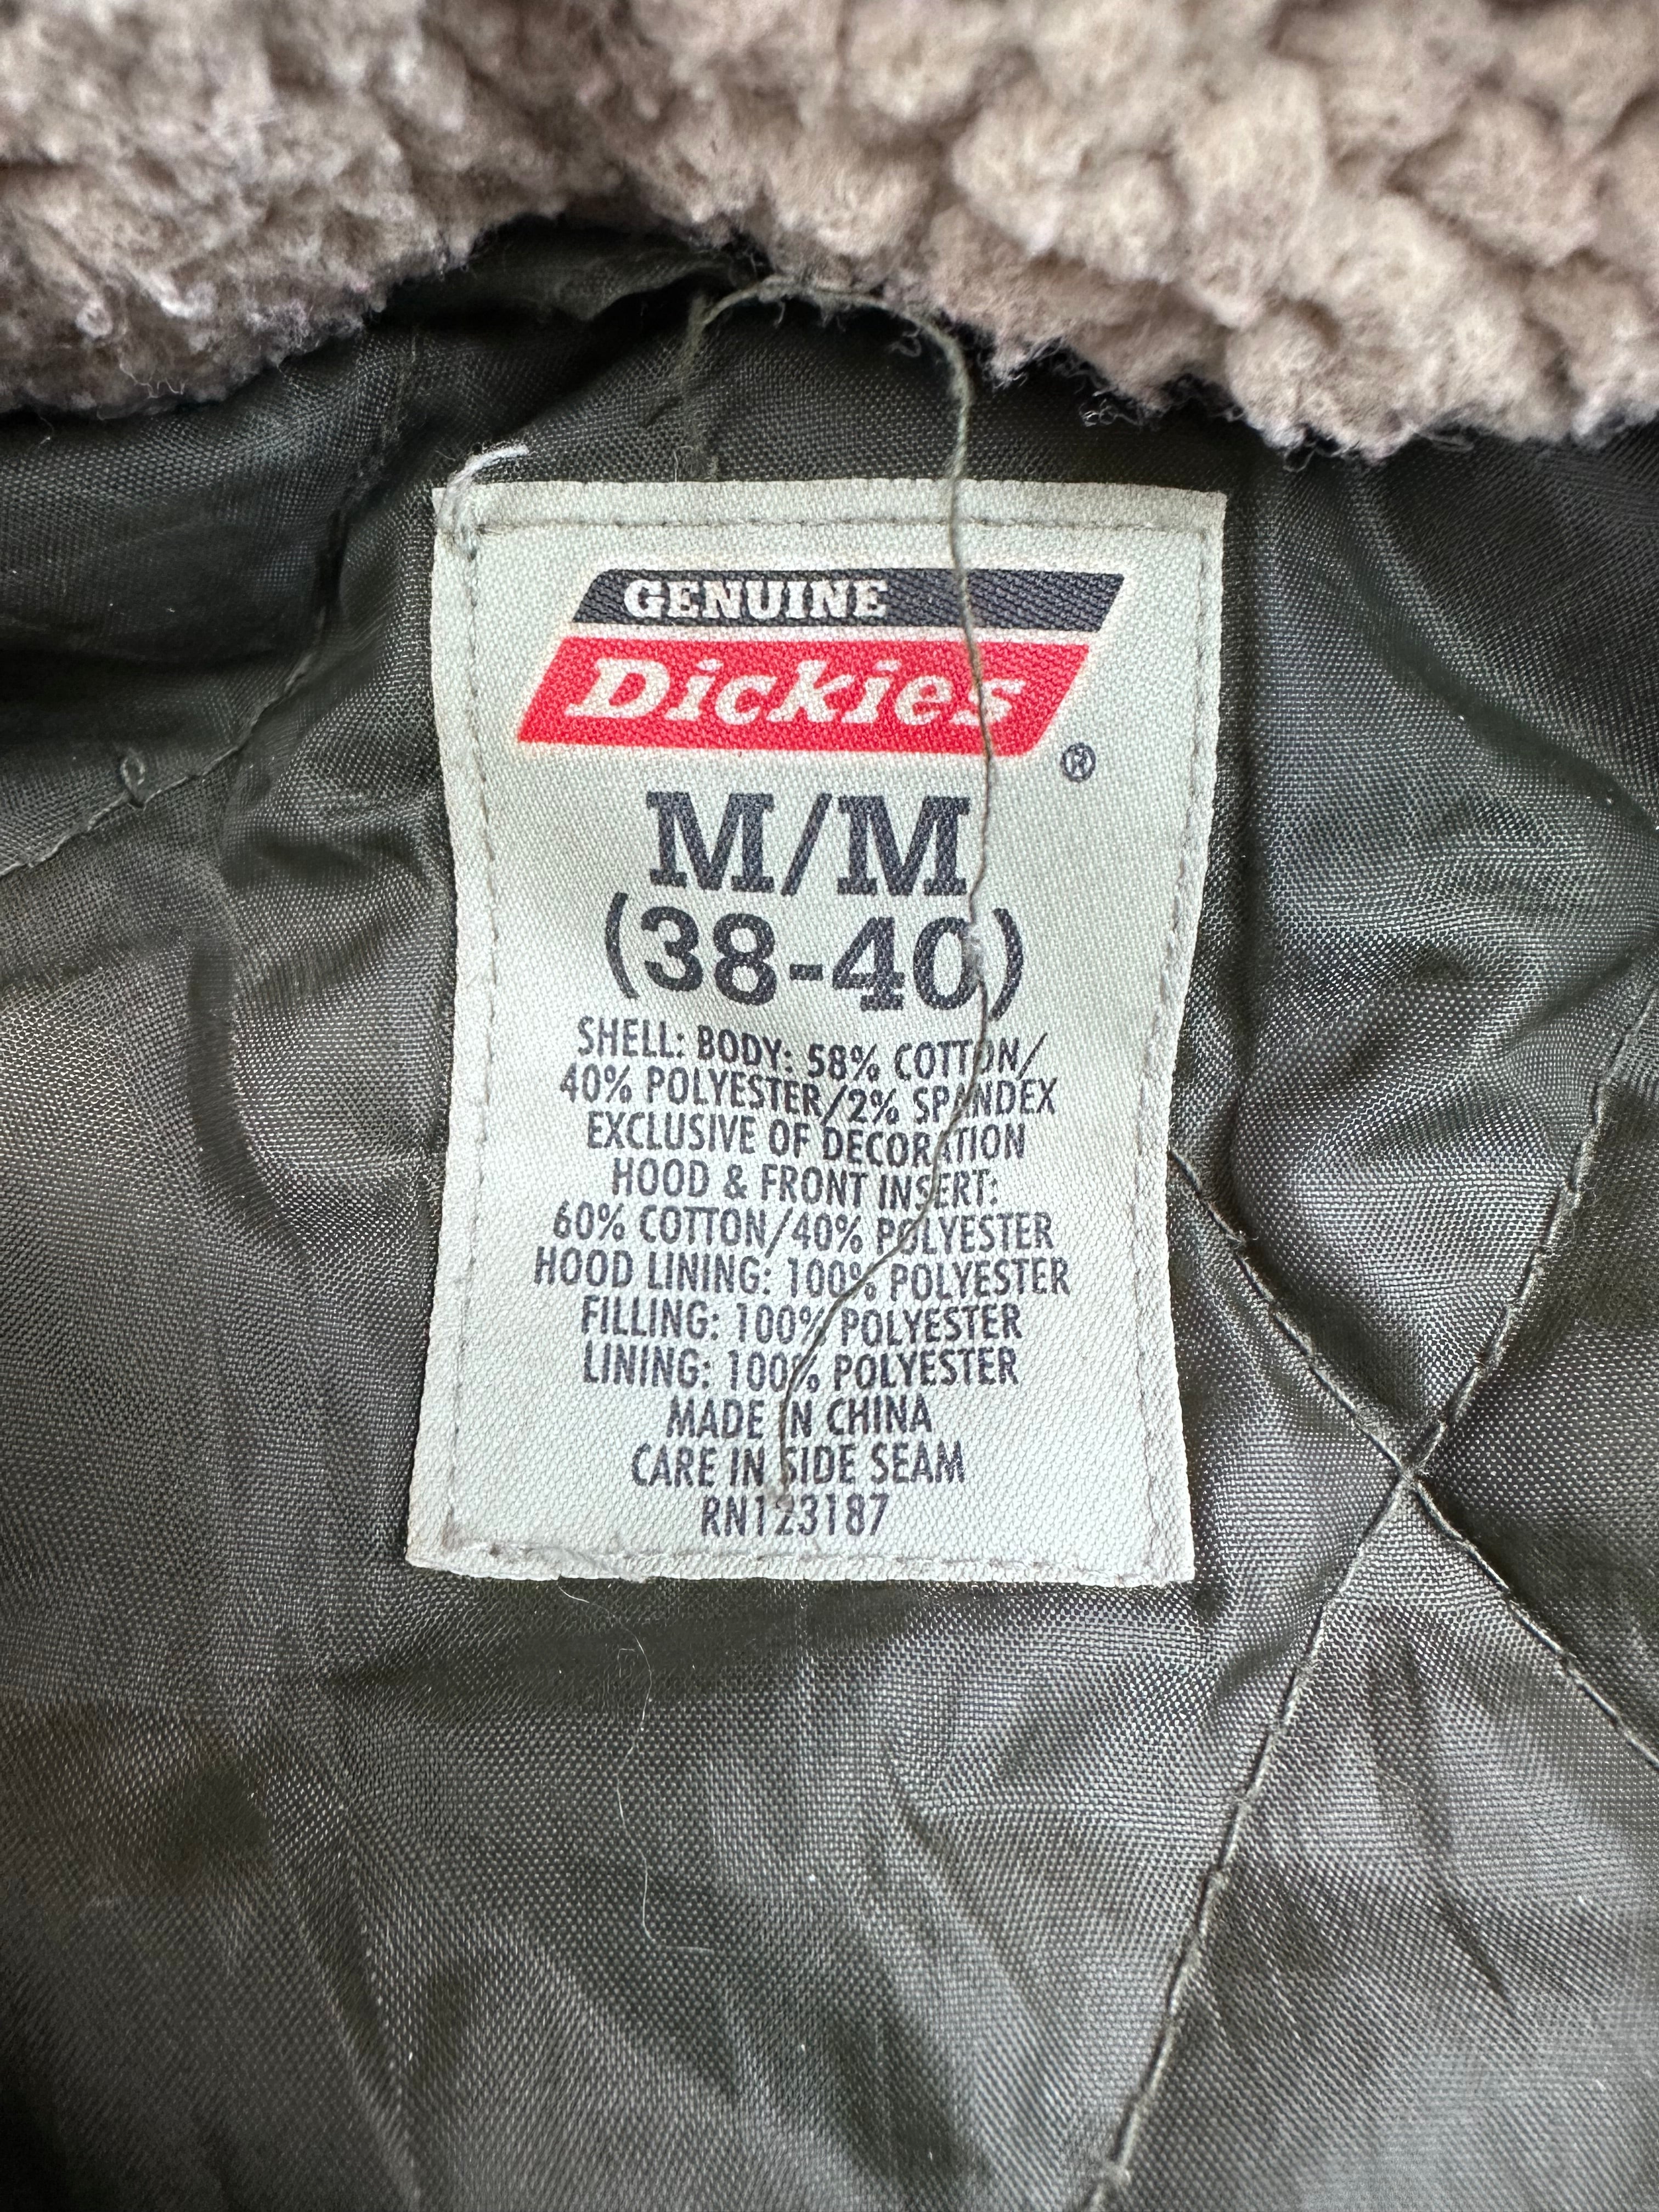 GENUINE
Dickies
®
M/M
(38-40)
SHELL: BODY: 58% COTTON/
40% POLYESTER/2% SPANDEX
EXCLUSIVE OF DECORATION
HOOD & FRONT INSERT:
60% COTTON/40% POLYESTER
HOOD LINING: 100% POLYESTER
FILLING: 100% POLYESTER
LINING: 100% POLYESTER
MADE IN CHINA
CARE IN SIDE SEAM
RN123187